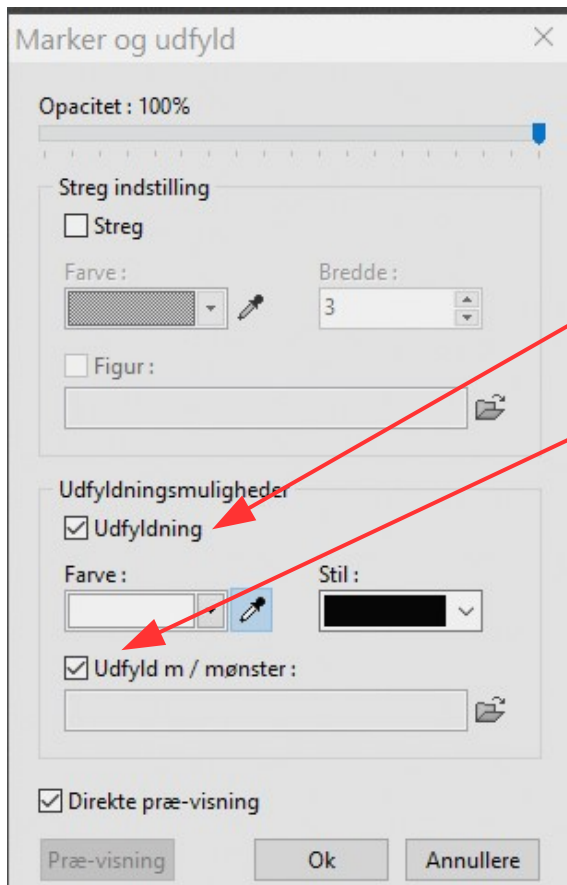 Marker og udfyld
Opacitet : 100%
Streg indstilling
Streg
Farve : Bredde :
3
Figur :
Udfyldningsmuligheder
Udfyldning
Farve : Stil :
Udfyld m / mønster :
Direkte præ-visning
Præ-visning Ok Annullere